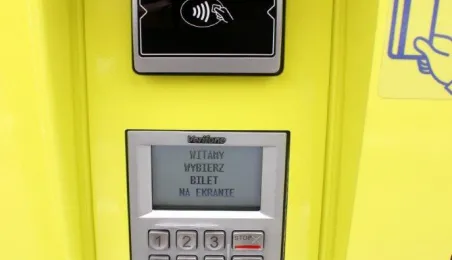 Verifone
WITAMY
WYBIERZ
BILET
NA EKRANIE
1 2 3 STOP